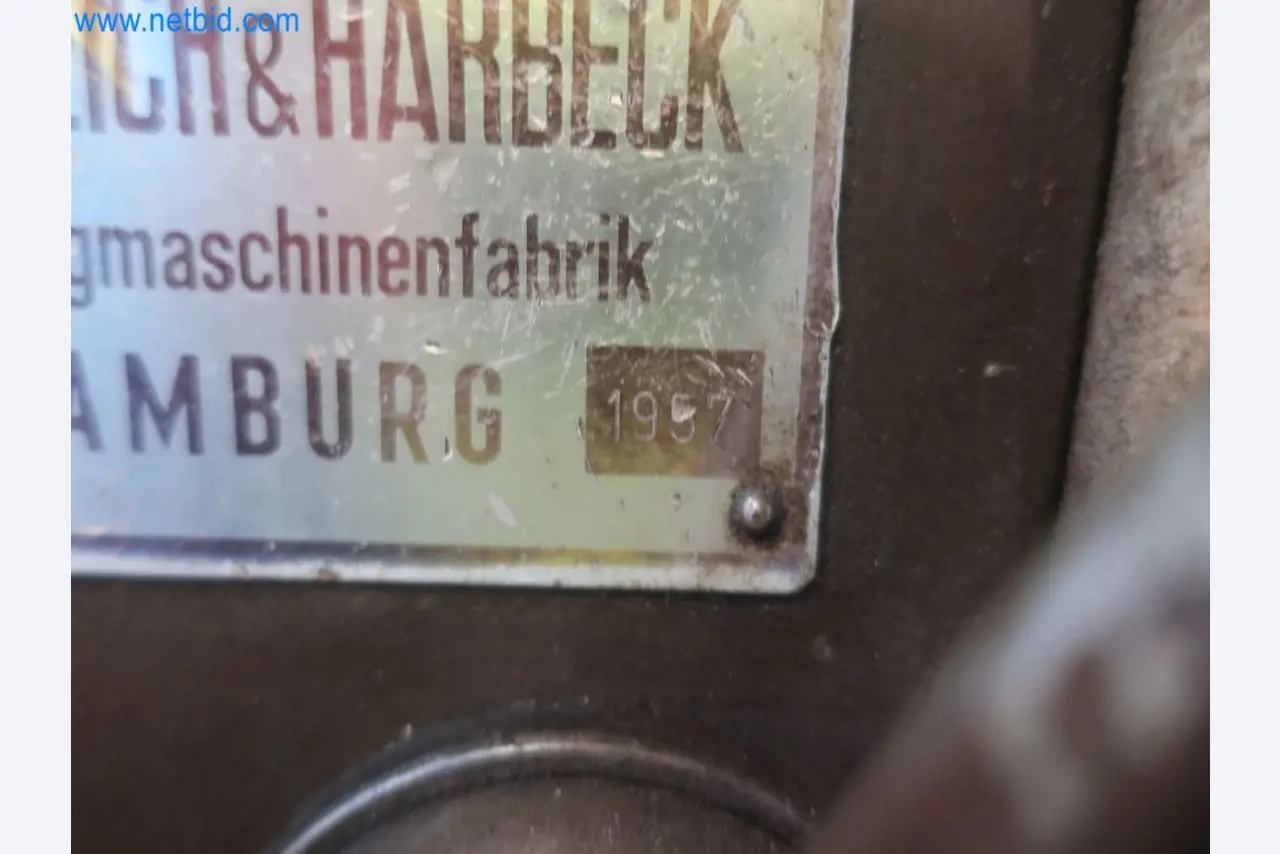 www.netbid.com
ICH & HARBECK
gmaschinenfabrik
AMBURG 1957